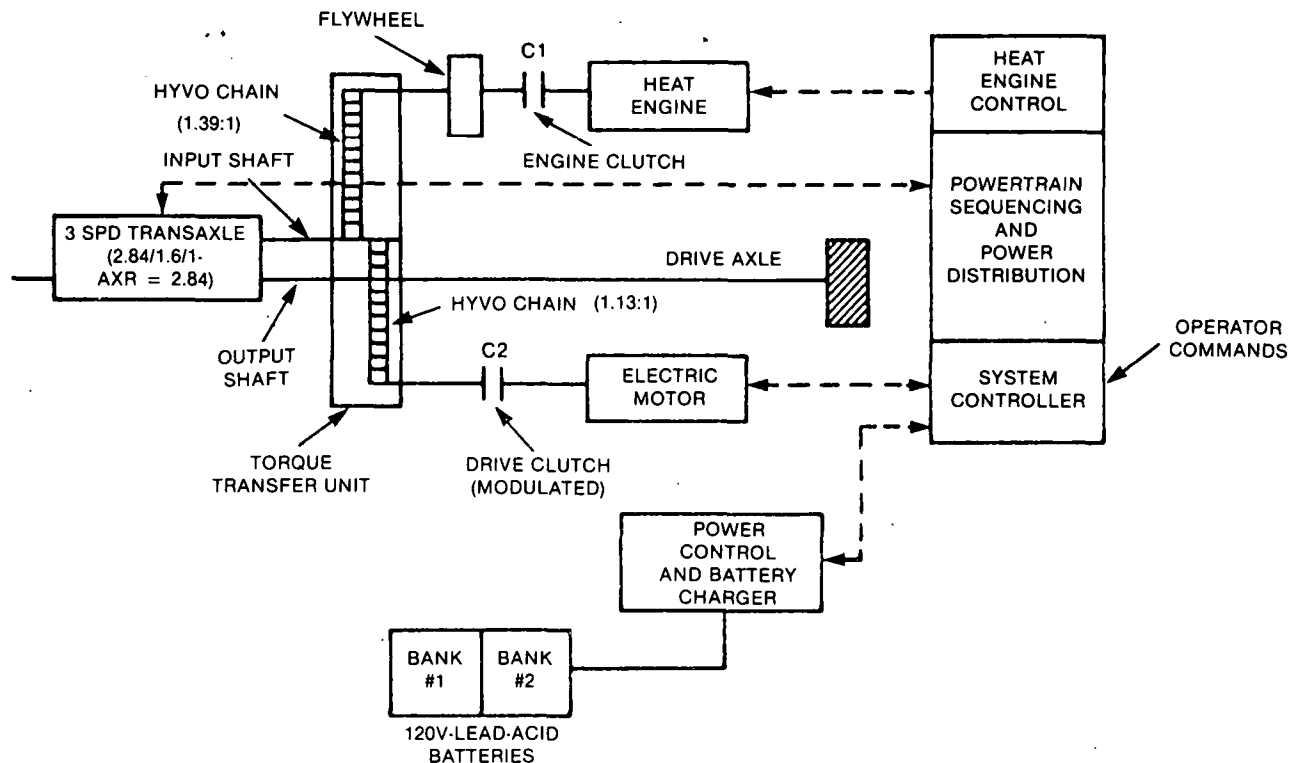 FLYWHEEL
C1
HYVO CHAIN
(1.39:1)
HEAT
ENGINE
HEAT
ENGINE
CONTROL
INPUT SHAFT
ENGINE CLUTCH
3 SPD TRANSAXLE
(2.84/1.6/1-
AXR = 2.84)
POWERTRAIN
SEQUENCING
AND
POWER
DISTRIBUTION
DRIVE AXLE
HYVO CHAIN (1.13:1)
OUTPUT
SHAFT
C2
ELECTRIC
MOTOR
SYSTEM
CONTROLLER
OPERATOR
COMMANDS
TORQUE
TRANSFER UNIT
DRIVE CLUTCH
(MODULATED)
POWER
CONTROL
AND BATTERY
CHARGER
BANK
#1
BANK
#2
120V-LEAD-ACID
BATTERIES